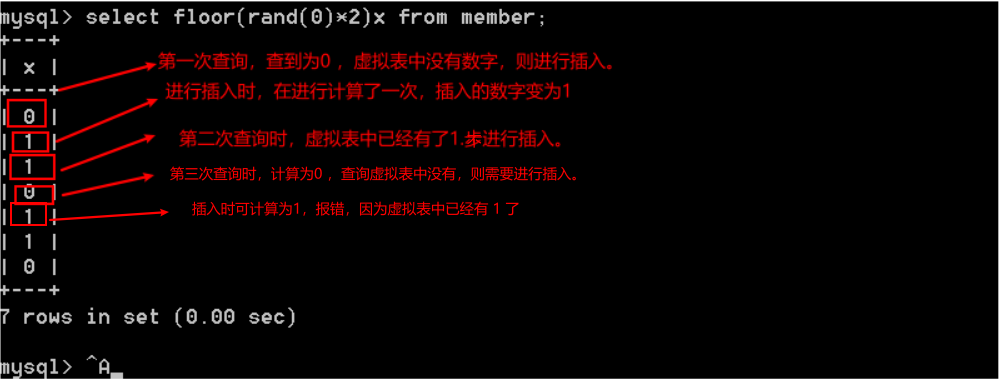 mysql> select floor(rand(0)*2)x from member;
+---+
| x | 第一次查询，查到为0 ，虚拟表中没有数字，则进行插入。
+---+
进行插入时，在进行计算了一次，插入的数字变为1
| 0 |
| 1 | 第二次查询时，虚拟表中已经有了1.步进行插入。
| 1 |
第三次查询时，计算为0 ，查询虚拟表中没有，则需要进行插入。
| 0 |
| 1 | 插入时可计算为1，报错，因为虚拟表中已经有 1 了
| 1 |
| 0 |
+---+
7 rows in set (0.00 sec)
mysql> ^A_